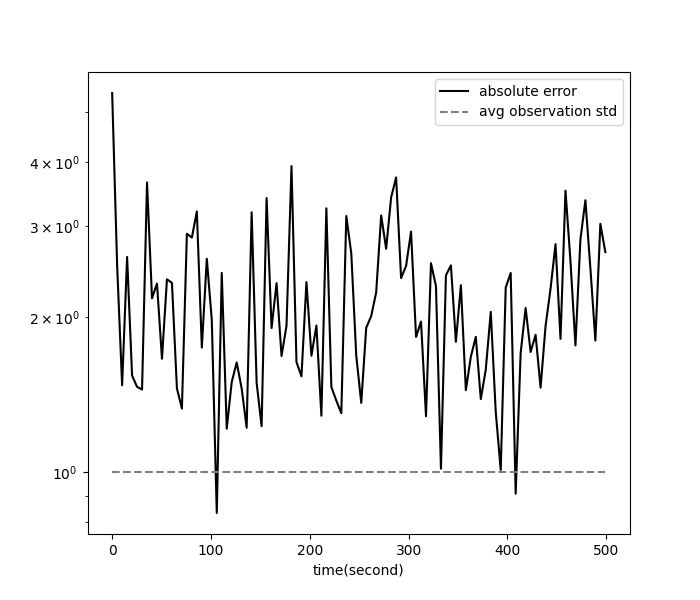 absolute error
avg observation std
4 × 10⁰
3 × 10⁰
2 × 10⁰
10⁰
0 100 200 300 400 500
time(second)